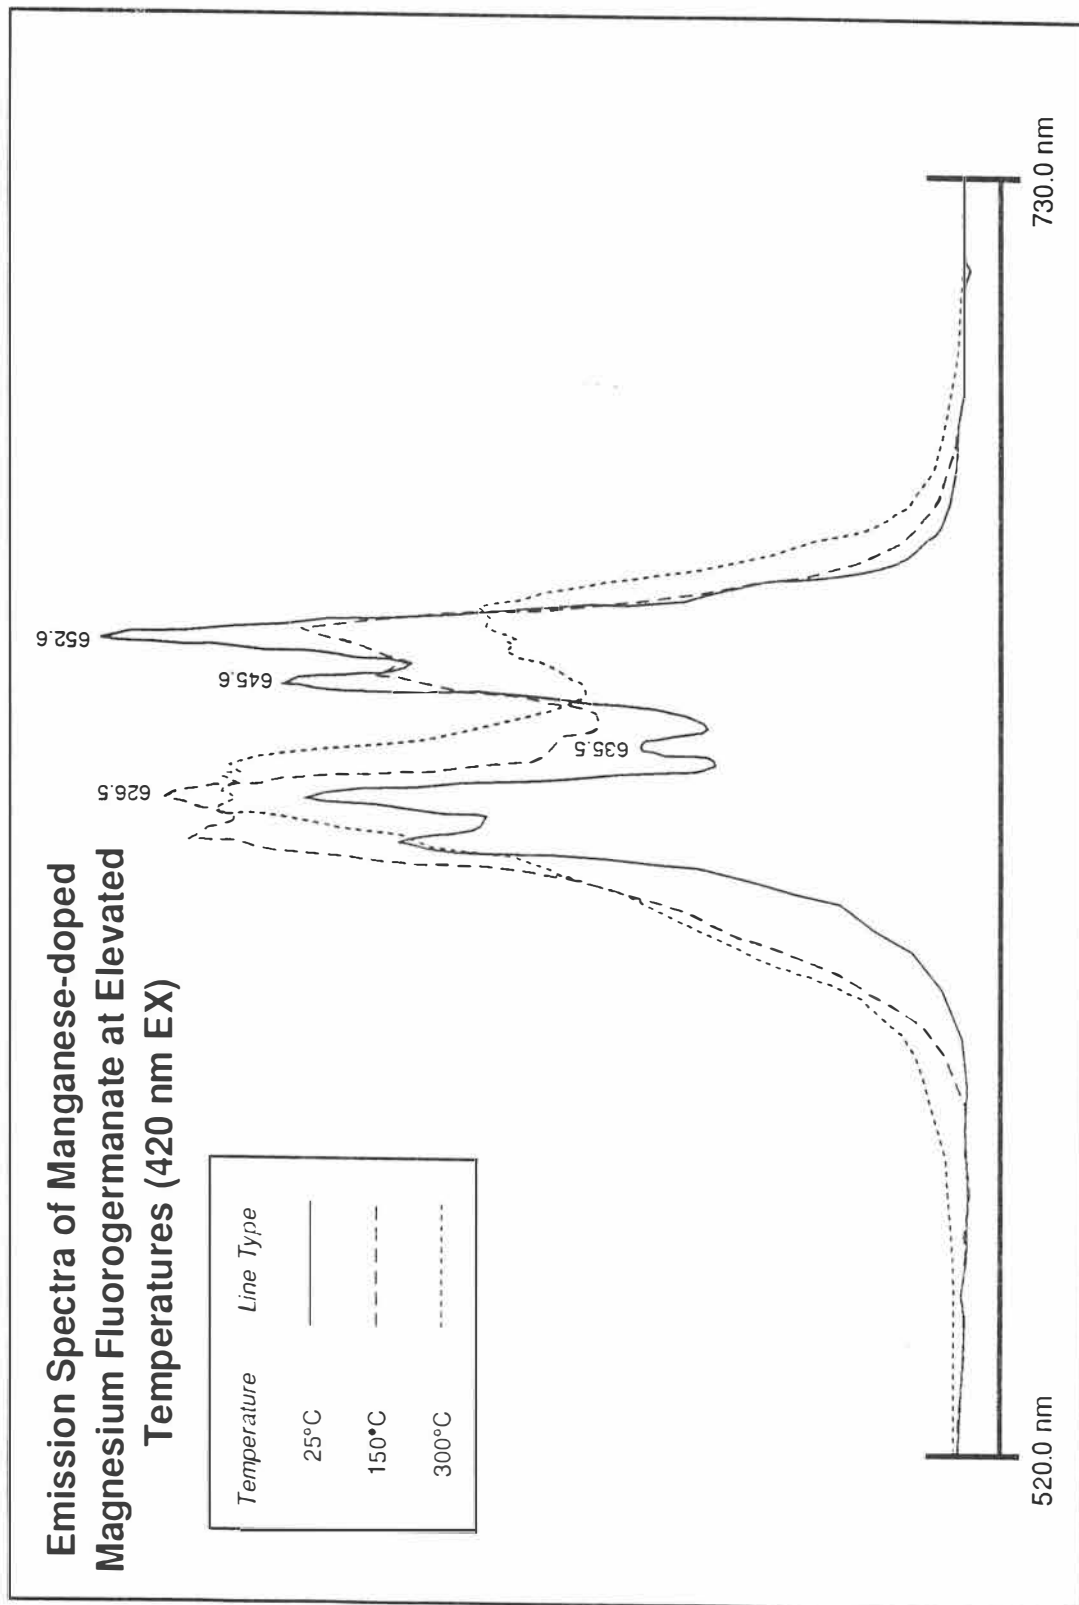 Emission Spectra of Manganese-doped
Magnesium Fluorogermanate at Elevated
Temperatures (420 nm EX)
Temperature Line Type
25°C
150°C
300°C
626.5
635.5
645.6
652.6
520.0 nm
730.0 nm